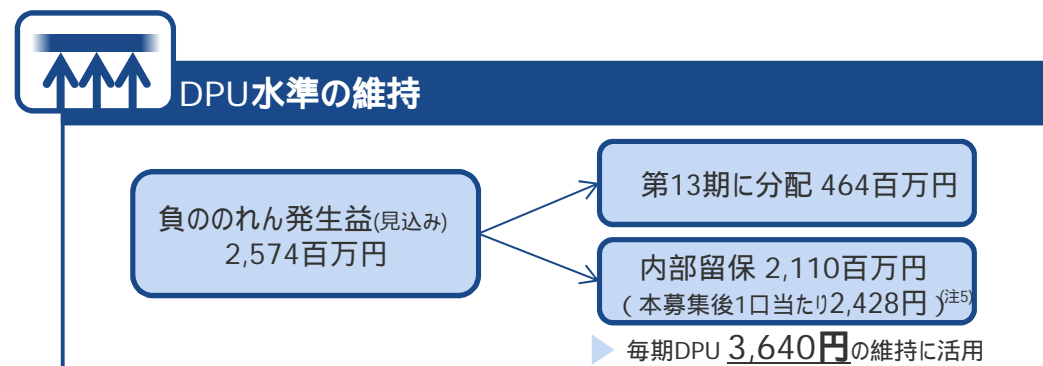 DPU水準の維持
負ののれん発生益(見込み)
2,574百万円
第13期に分配 464百万円
内部留保 2,110百万円
(本募集後1口当たり2,428円)(注5)
毎期DPU 3,640円の維持に活用